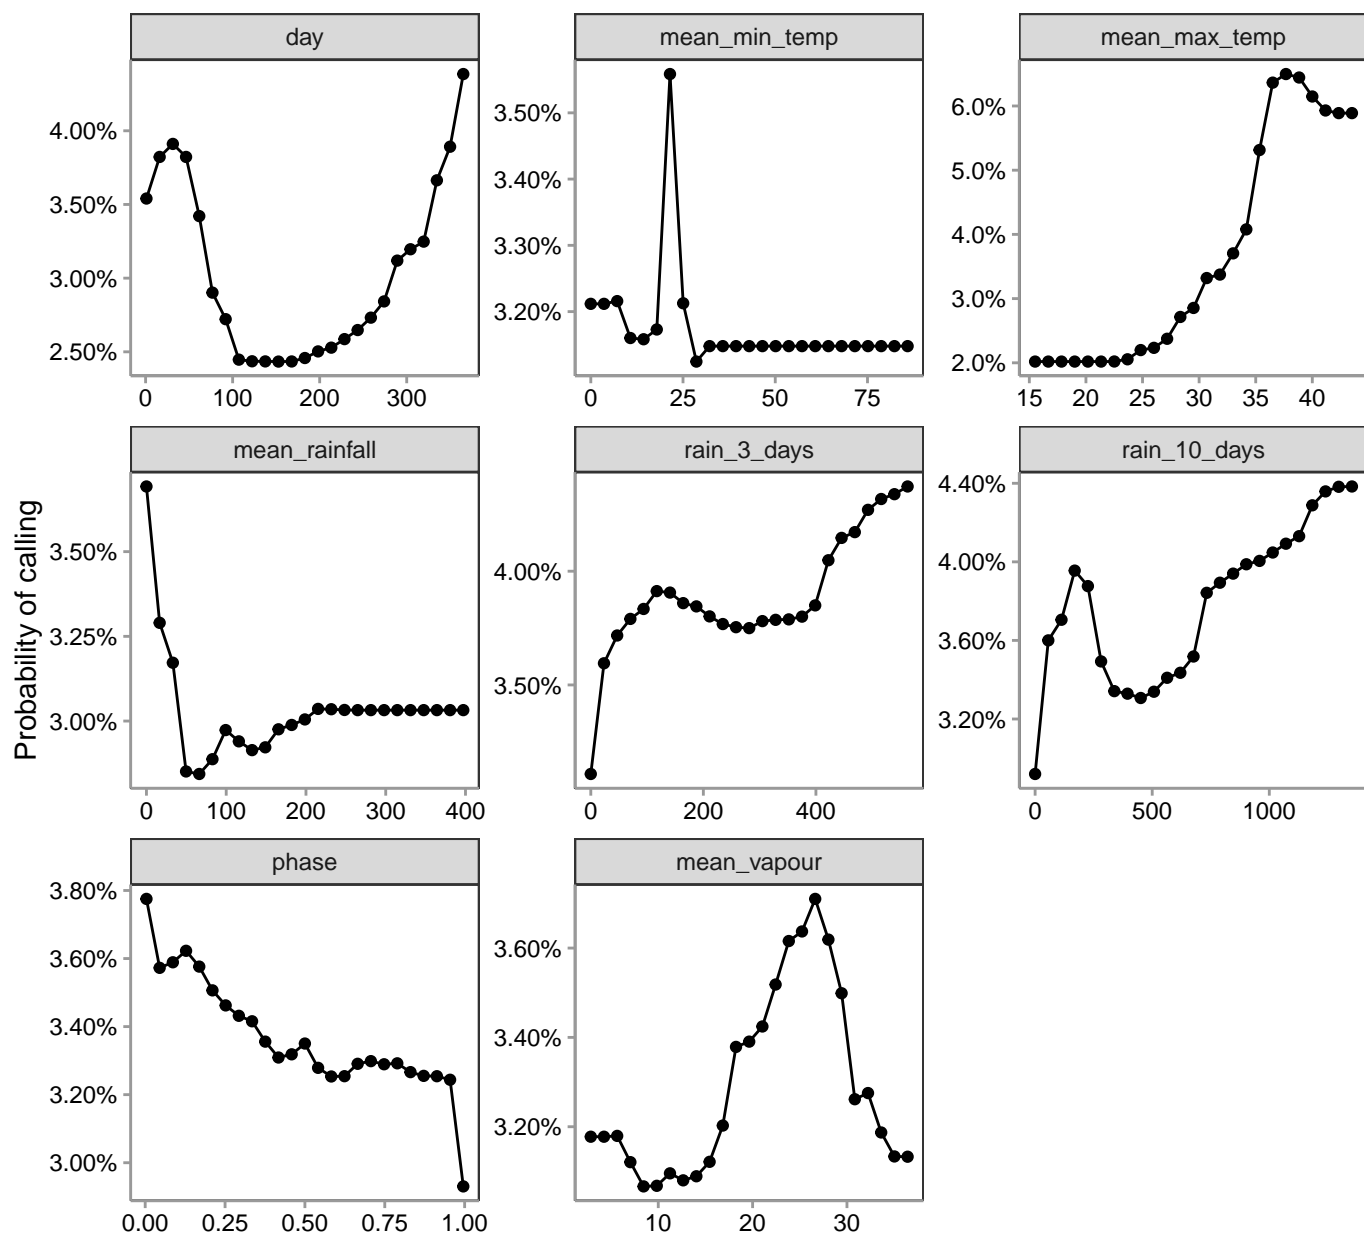 day
mean_min_temp
mean_max_temp
4.00%
3.50%
3.00%
2.50%
0 100 200 300
3.50%
3.40%
3.30%
3.20%
0 25 50 75
6.0%
5.0%
4.0%
3.0%
2.0%
15 20 25 30 35 40
mean_rainfall
rain_3_days
rain_10_days
Probability of calling
3.50%
3.25%
3.00%
0 100 200 300 400
4.00%
3.50%
0 200 400
4.40%
4.00%
3.60%
3.20%
0 500 1000
phase
mean_vapour
3.80%
3.60%
3.40%
3.20%
3.00%
0.00 0.25 0.50 0.75 1.00
3.60%
3.40%
3.20%
10 20 30